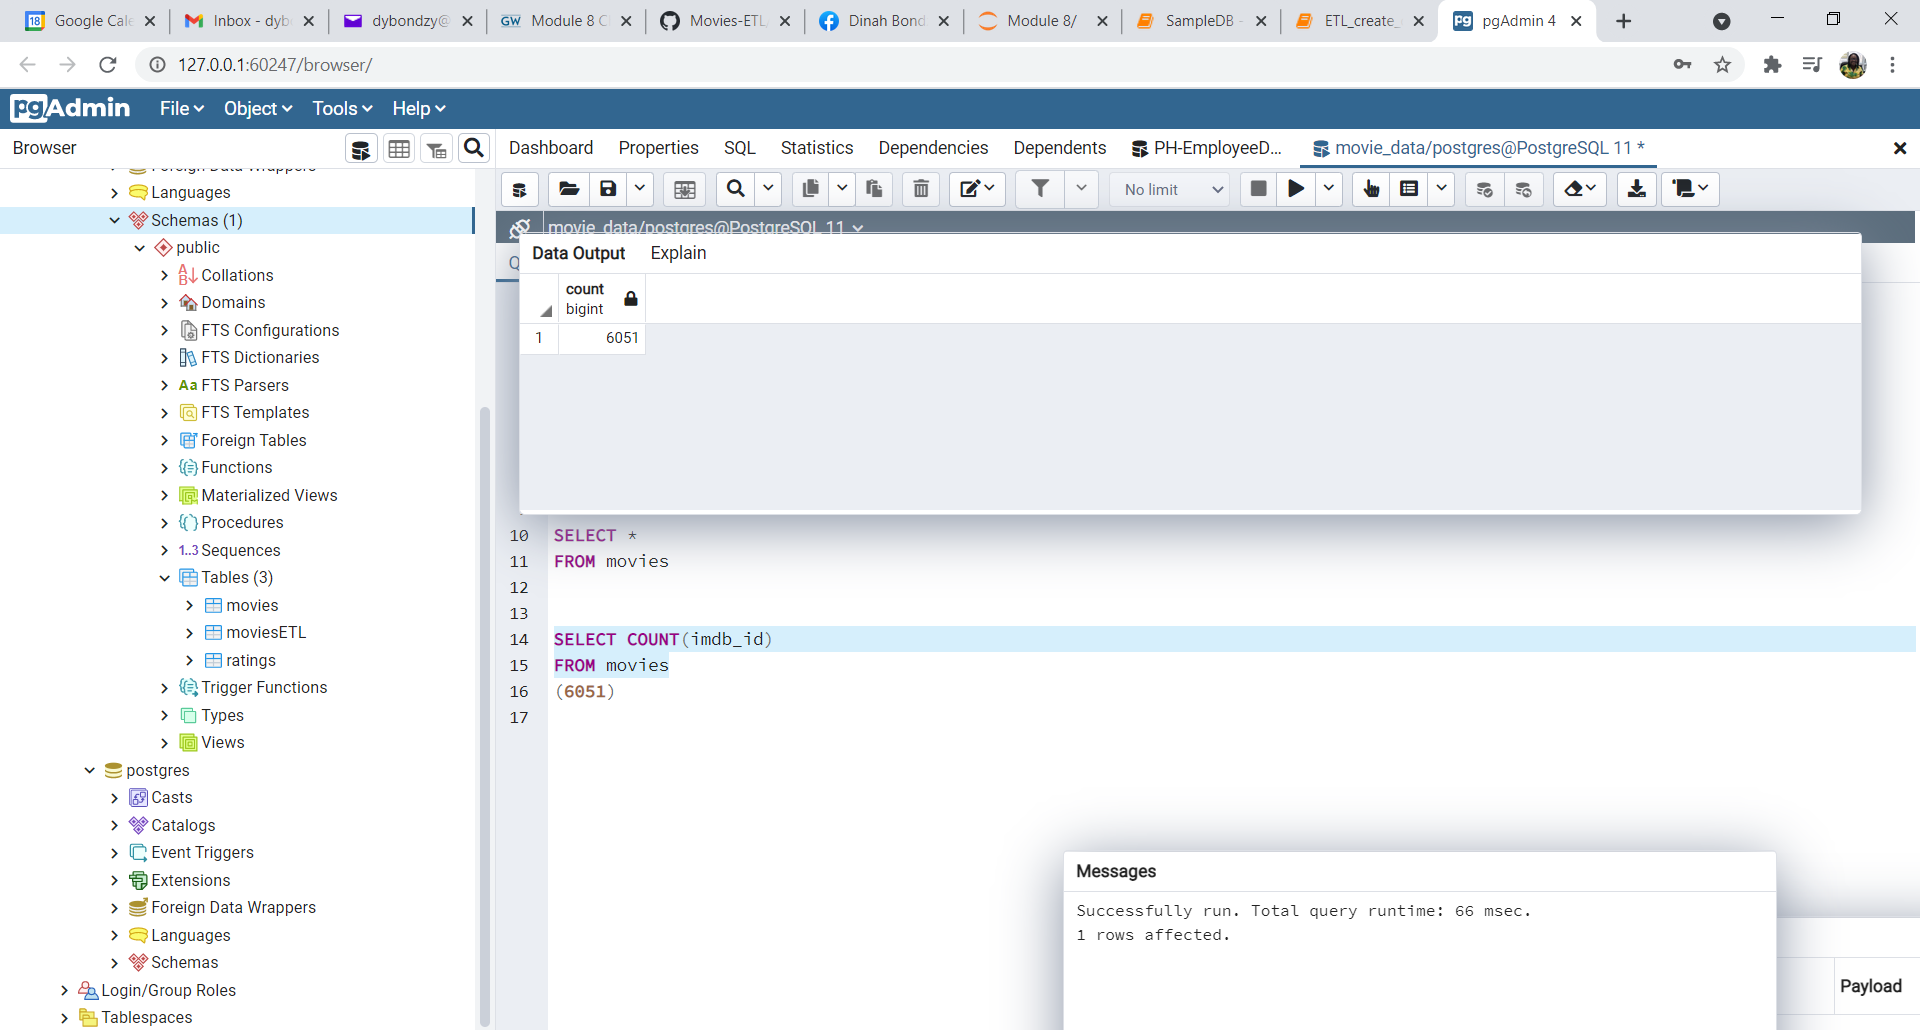 18 Google Cale
Inbox - dyb
dybondzy@
GW Module 8 C
Movies-ETL,
Dinah Bond
Module 8/
SampleDB -
ETL_create_
pg pgAdmin 4
127.0.0.1:60247/browser/
pgAdmin File Object Tools Help
Browser
Dashboard Properties SQL Statistics Dependencies Dependents PH-EmployeeD... movie_data/postgres@PostgreSQL 11 *
No limit
movie_data/postgres@PostgreSQL 11
Q
Languages
Schemas (1)
public
Collations
Domains
FTS Configurations
FTS Dictionaries
Aa FTS Parsers
FTS Templates
Foreign Tables
Functions
Materialized Views
Procedures
1..3 Sequences
Tables (3)
movies
moviesETL
ratings
Trigger Functions
Types
Views
postgres
Casts
Catalogs
Event Triggers
Extensions
Foreign Data Wrappers
Languages
Schemas
Login/Group Roles
Tablespaces
Data Output Explain
count
bigint
1 6051
10 SELECT *
11 FROM movies
12
13
14 SELECT COUNT(imdb_id)
15 FROM movies
16 (6051)
17
Messages
Successfully run. Total query runtime: 66 msec.
1 rows affected.
Payload